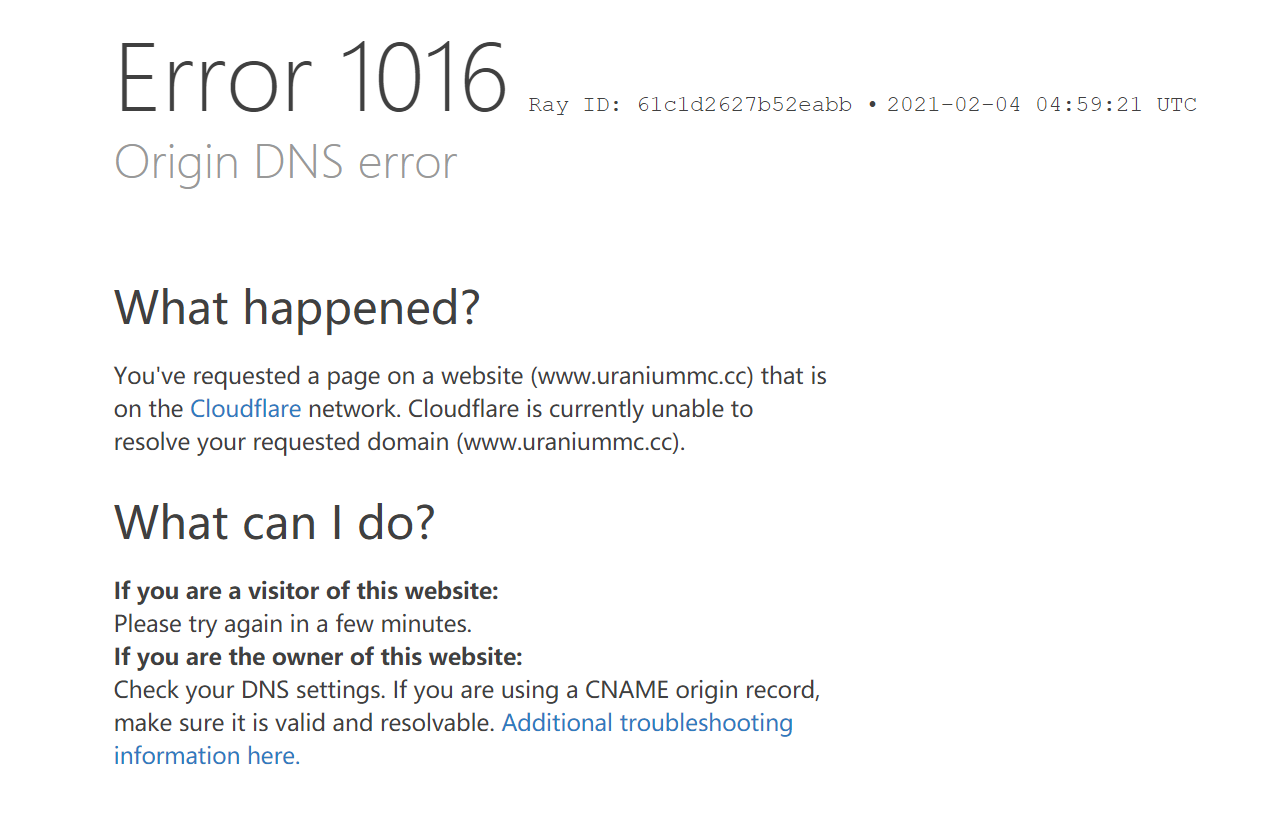 Error 1016 Ray ID: 61c1d2627b52eabb • 2021-02-04 04:59:21 UTC
Origin DNS error
What happened?
You've requested a page on a website (www.uraniummc.cc) that is
on the Cloudflare network. Cloudflare is currently unable to
resolve your requested domain (www.uraniummc.cc).
What can I do?
If you are a visitor of this website:
Please try again in a few minutes.
If you are the owner of this website:
Check your DNS settings. If you are using a CNAME origin record,
make sure it is valid and resolvable. Additional troubleshooting
information here.